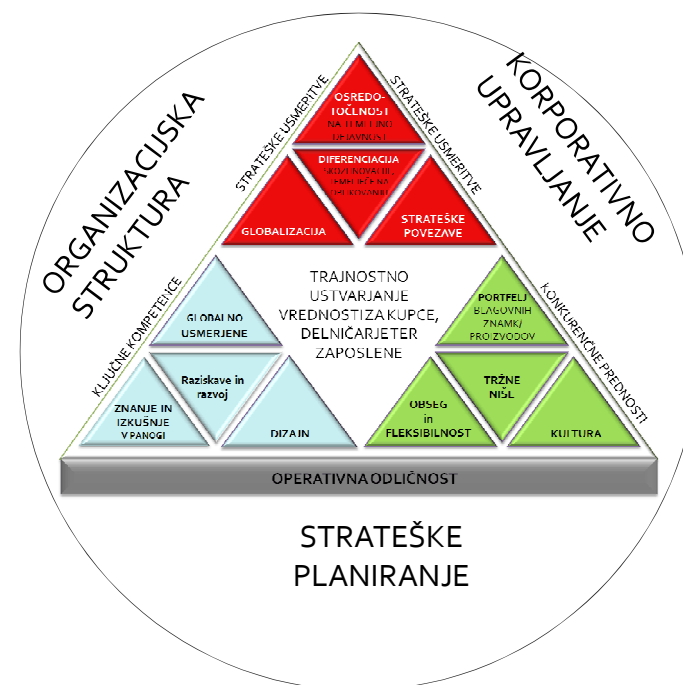 ORGANIZACIJSKA
STRUKTURA
KORPORATIVNO
UPRAVLJANJE
STRATEŠKE USMERITVE
STRATEŠKE USMERITVE
OSREDO-
TOČENOST
NA TEMELJNO
DEJAVNOST
DIFERENCIACIJA
TEMELJEČE NA
GLOBALIZACIJA
STRATEŠKE
POVEZAVE
KLJUČNE KOMPETENCE
GLOBALNO
USMERJENE
Raziskave in
razvoj
ZNANJE IN
IZKUŠNJE
V PANOGI
DIZAJN
TRAJNOSTNO
USTVARJANJE
VREDNOSTI ZA KUPCE,
DELNIČARJE TER
ZAPOSLENE
KONKURENČNE PREDNOSTI
PORTFELJ
BLAGOVNIH
ZNAMK/
PROIZVODOV
TRŽNE
NIŠE
OBSEG
in
FLEKSIBILNOST
KULTURA
OPERATIVNA ODLIČNOST
STRATEŠKE
PLANIRANJE